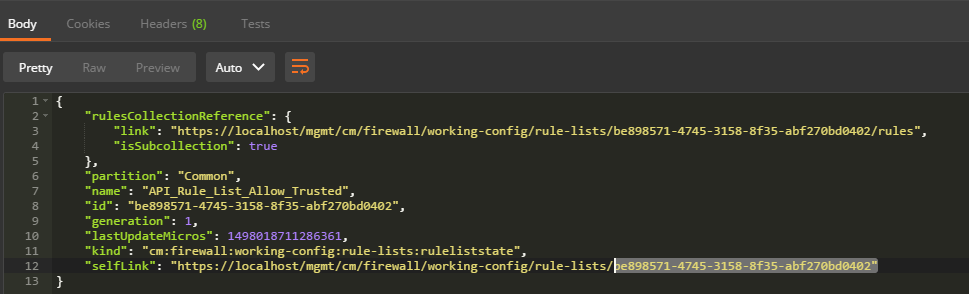 Body Cookies Headers (8) Tests
Pretty Raw Preview Auto
1 {
2 "rulesCollectionReference": {
3 "link": "https://localhost/mgmt/cm/firewall/working-config/rule-lists/be898571-4745-3158-8f35-abf270bd0402/rules",
4 "isSubcollection": true
5 },
6 "partition": "Common",
7 "name": "API_Rule_List_Allow_Trusted",
8 "id": "be898571-4745-3158-8f35-abf270bd0402",
9 "generation": 1,
10 "lastUpdateMicros": 1498018711286361,
11 "kind": "cm:firewall:working-config:rule-lists:ruleliststate",
12 "selfLink": "https://localhost/mgmt/cm/firewall/working-config/rule-lists/be898571-4745-3158-8f35-abf270bd0402"
13 }